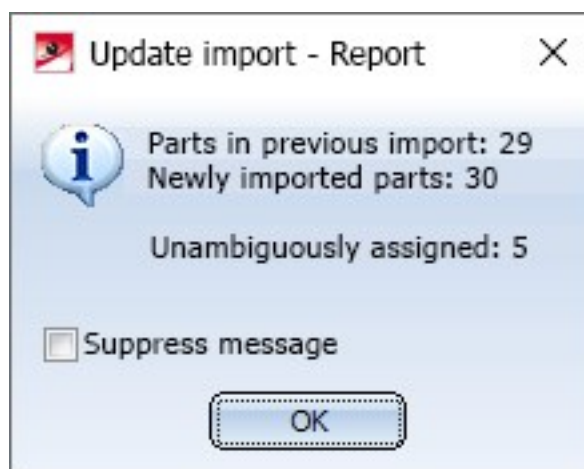 Update import - Report
Parts in previous import: 29
Newly imported parts: 30
Unambiguously assigned: 5
Suppress message
OK